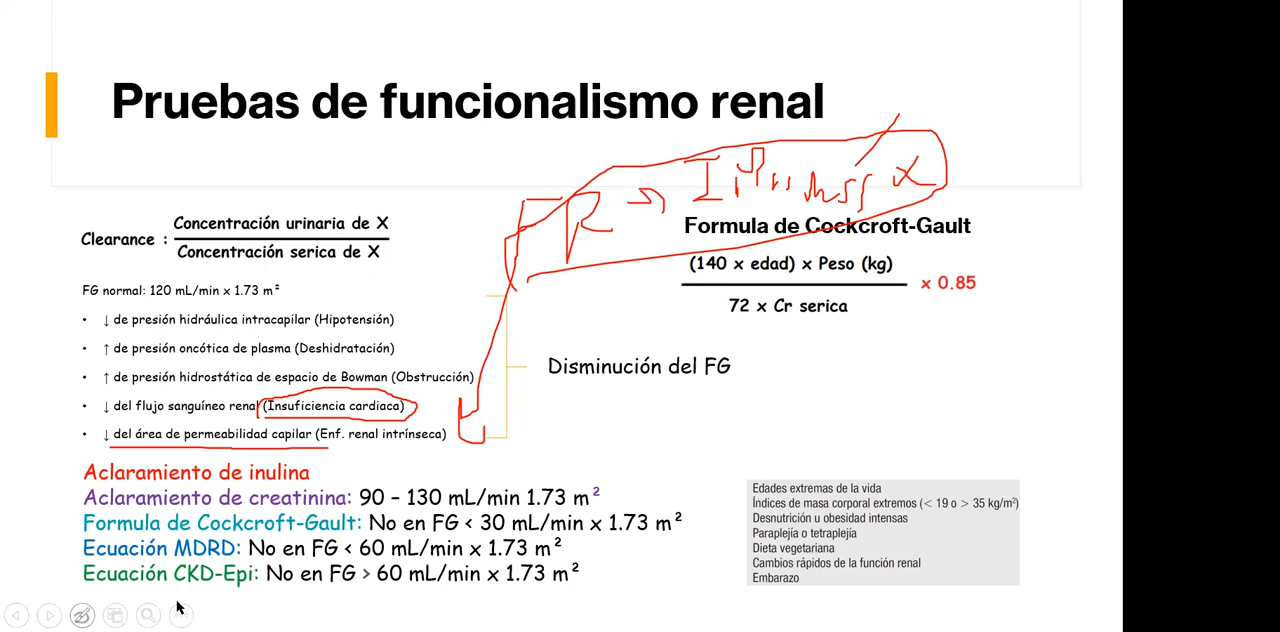 Pruebas de funcionalismo renal
Clearance : Concentración urinaria de X
Concentración serica de X
FG normal: 120 mL/min x 1.73 m²
• ↓ de presión hidráulica intracapilar (Hipotensión)
• ↑ de presión oncótica de plasma (Deshidratación)
• ↑ de presión hidrostática de espacio de Bowman (Obstrucción)
• ↓ del flujo sanguíneo renal (Insuficiencia cardiaca)
• ↓ del área de permeabilidad capilar (Enf. renal intrínseca)
Disminución del FG
Formula de Cockcroft-Gault
(140 x edad) x Peso (kg)
72 x Cr serica
x 0.85
Aclaramiento de inulina
Aclaramiento de creatinina: 90 – 130 mL/min 1.73 m²
Formula de Cockcroft-Gault: No en FG < 30 mL/min x 1.73 m²
Ecuación MDRD: No en FG < 60 mL/min x 1.73 m²
Ecuación CKD-Epi: No en FG > 60 mL/min x 1.73 m²
Edades extremas de la vida
Índices de masa corporal extremos (< 19 o > 35 kg/m²)
Desnutrición u obesidad intensas
Paraplejía o tetraplejía
Dieta vegetariana
Cambios rápidos de la función renal
Embarazo